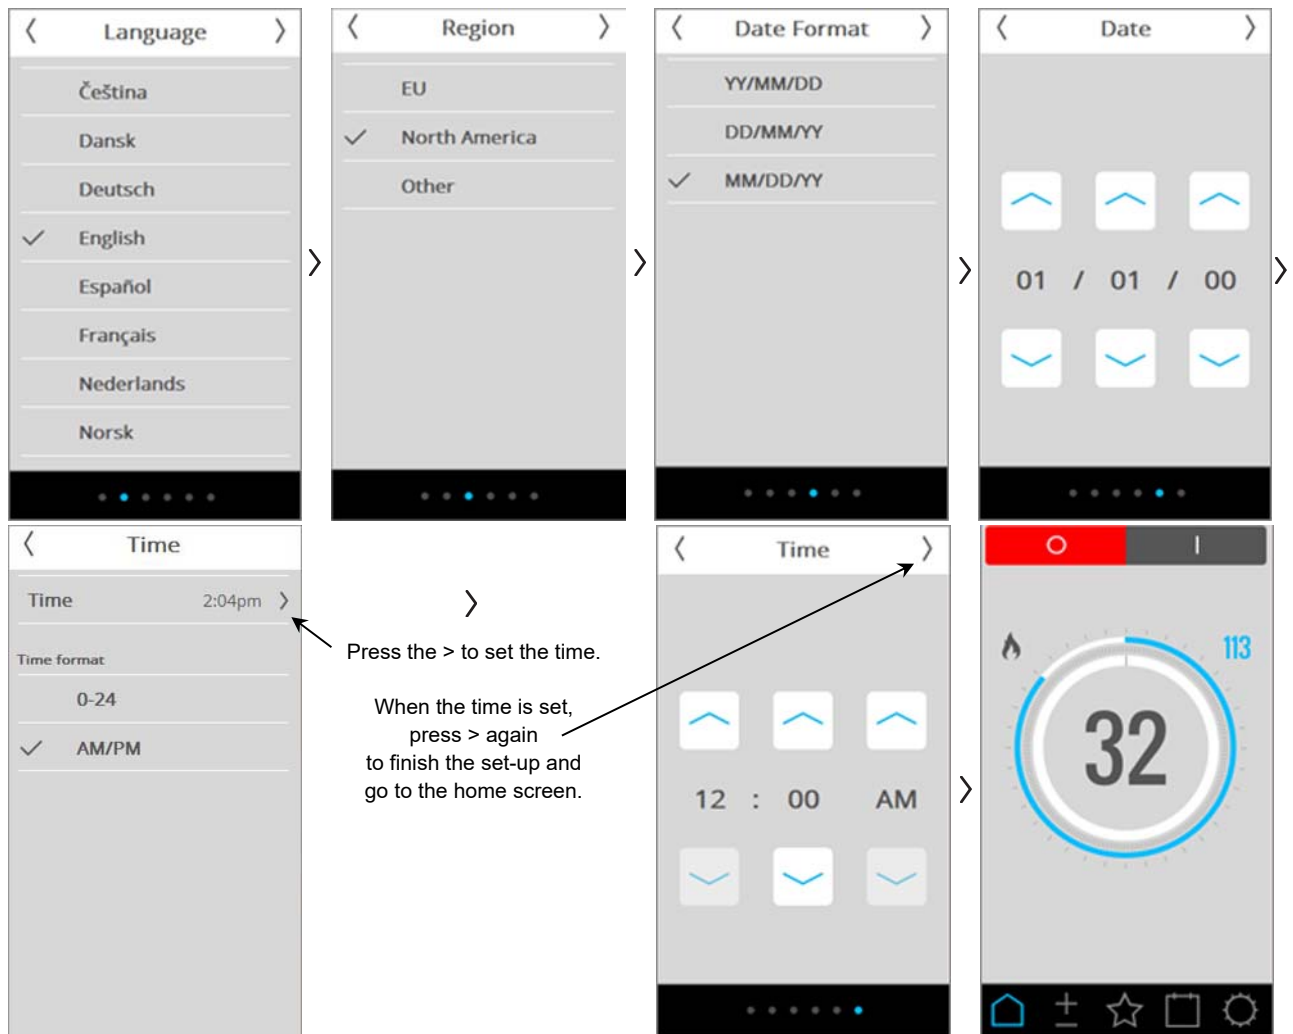 Language
Čeština
Dansk
Deutsch
English
Español
Français
Nederlands
Norsk
Region
EU
North America
Other
Date Format
YY/MM/DD
DD/MM/YY
MM/DD/YY
Date
01 / 01 / 00
Time
Time 2:04pm >
Time format
0-24
AM/PM
Press the > to set the time.
When the time is set,
press > again
to finish the set-up and
go to the home screen.
Time
12 : 00 AM
O I
113
32